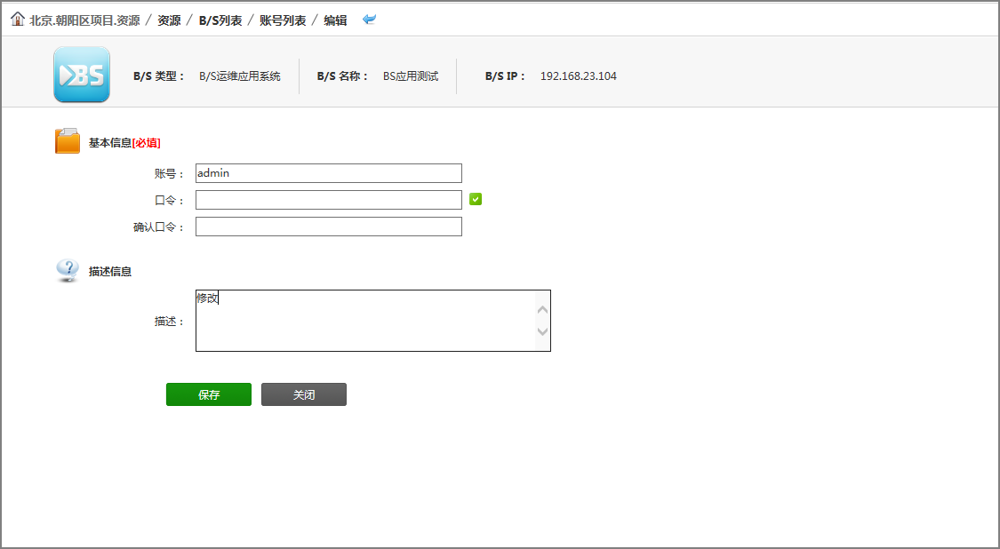 北京.朝阳区项目.资源 / 资源 / B/S列表 / 账号列表 / 编辑
BS B/S 类型： B/S运维应用系统 B/S 名称： BS应用测试 B/S IP： 192.168.23.104
基本信息[必填]
账号： admin
口令：
确认口令：
描述信息
修改
描述：
保存 关闭